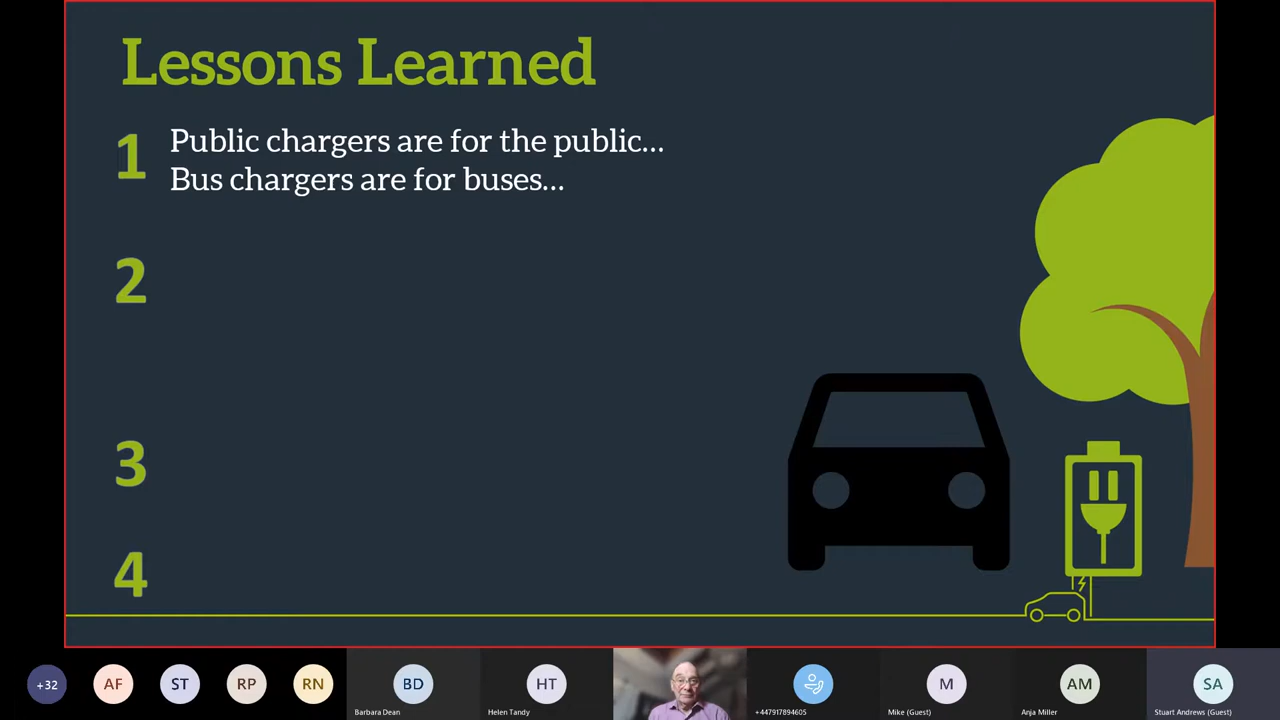 Lessons Learned
1
Public chargers are for the public...
Bus chargers are for buses...
2
3
4
+32
AF
ST
RP
RN
BD
Barbara Dean
HT
Helen Tandy
+447917894605
M
Mike (Guest)
AM
Anja Miller
SA
Stuart Andrews (Guest)